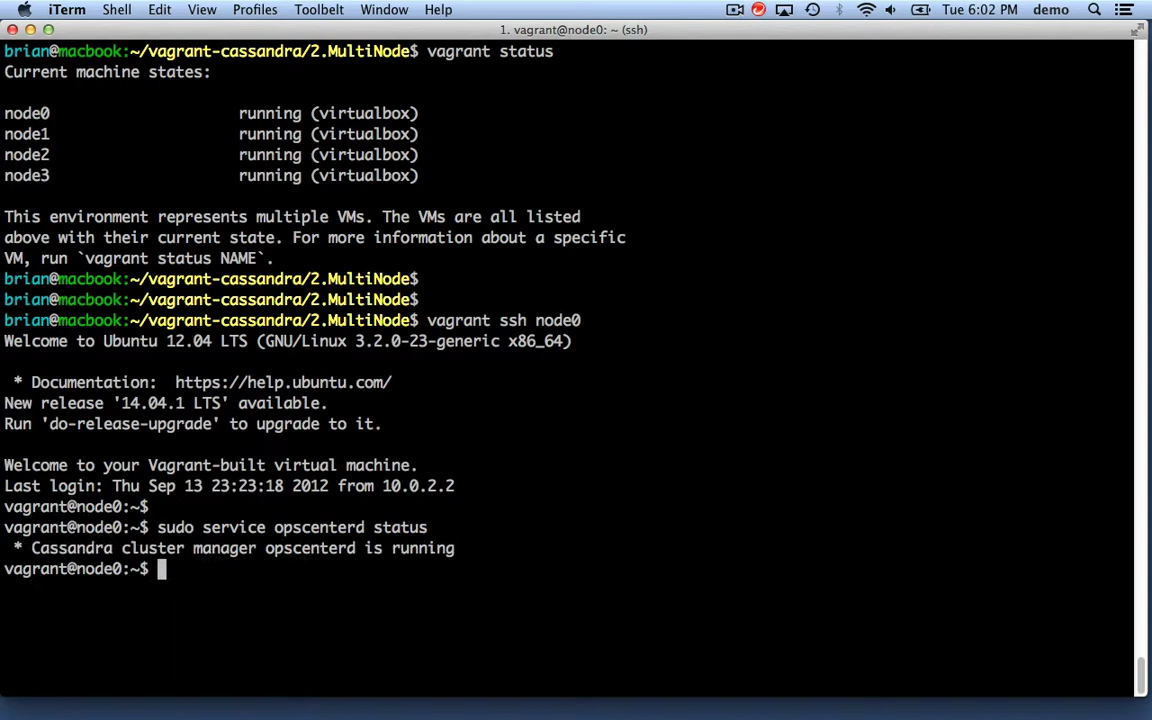 iTerm Shell Edit View Profiles Toolbelt Window Help Tue 6:02 PM demo
1. vagrant@node0: ~ (ssh)
brian@macbook:~/vagrant-cassandra/2.MultiNode$ vagrant status
Current machine states:
node0 running (virtualbox)
node1 running (virtualbox)
node2 running (virtualbox)
node3 running (virtualbox)
This environment represents multiple VMs. The VMs are all listed
above with their current state. For more information about a specific
VM, run `vagrant status NAME`.
brian@macbook:~/vagrant-cassandra/2.MultiNode$
brian@macbook:~/vagrant-cassandra/2.MultiNode$
brian@macbook:~/vagrant-cassandra/2.MultiNode$ vagrant ssh node0
Welcome to Ubuntu 12.04 LTS (GNU/Linux 3.2.0-23-generic x86_64)
* Documentation: https://help.ubuntu.com/
New release '14.04.1 LTS' available.
Run 'do-release-upgrade' to upgrade to it.
Welcome to your Vagrant-built virtual machine.
Last login: Thu Sep 13 23:23:18 2012 from 10.0.2.2
vagrant@node0:~$
vagrant@node0:~$ sudo service opscenterd status
* Cassandra cluster manager opscenterd is running
vagrant@node0:~$